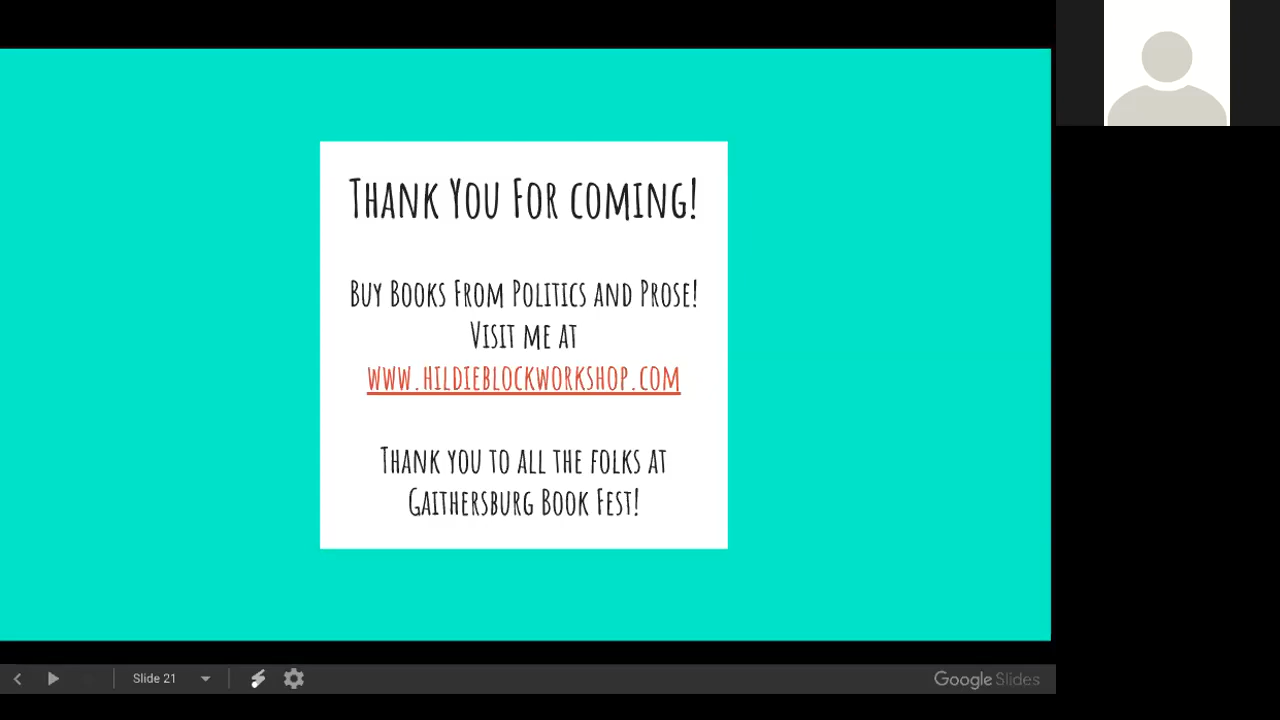 Thank You For coming!
Buy Books From Politics and Prose!
Visit me at
www.hildieblockworkshop.com
Thank you to all the folks at
Gaithersburg Book Fest!
Slide 21
Google Slides